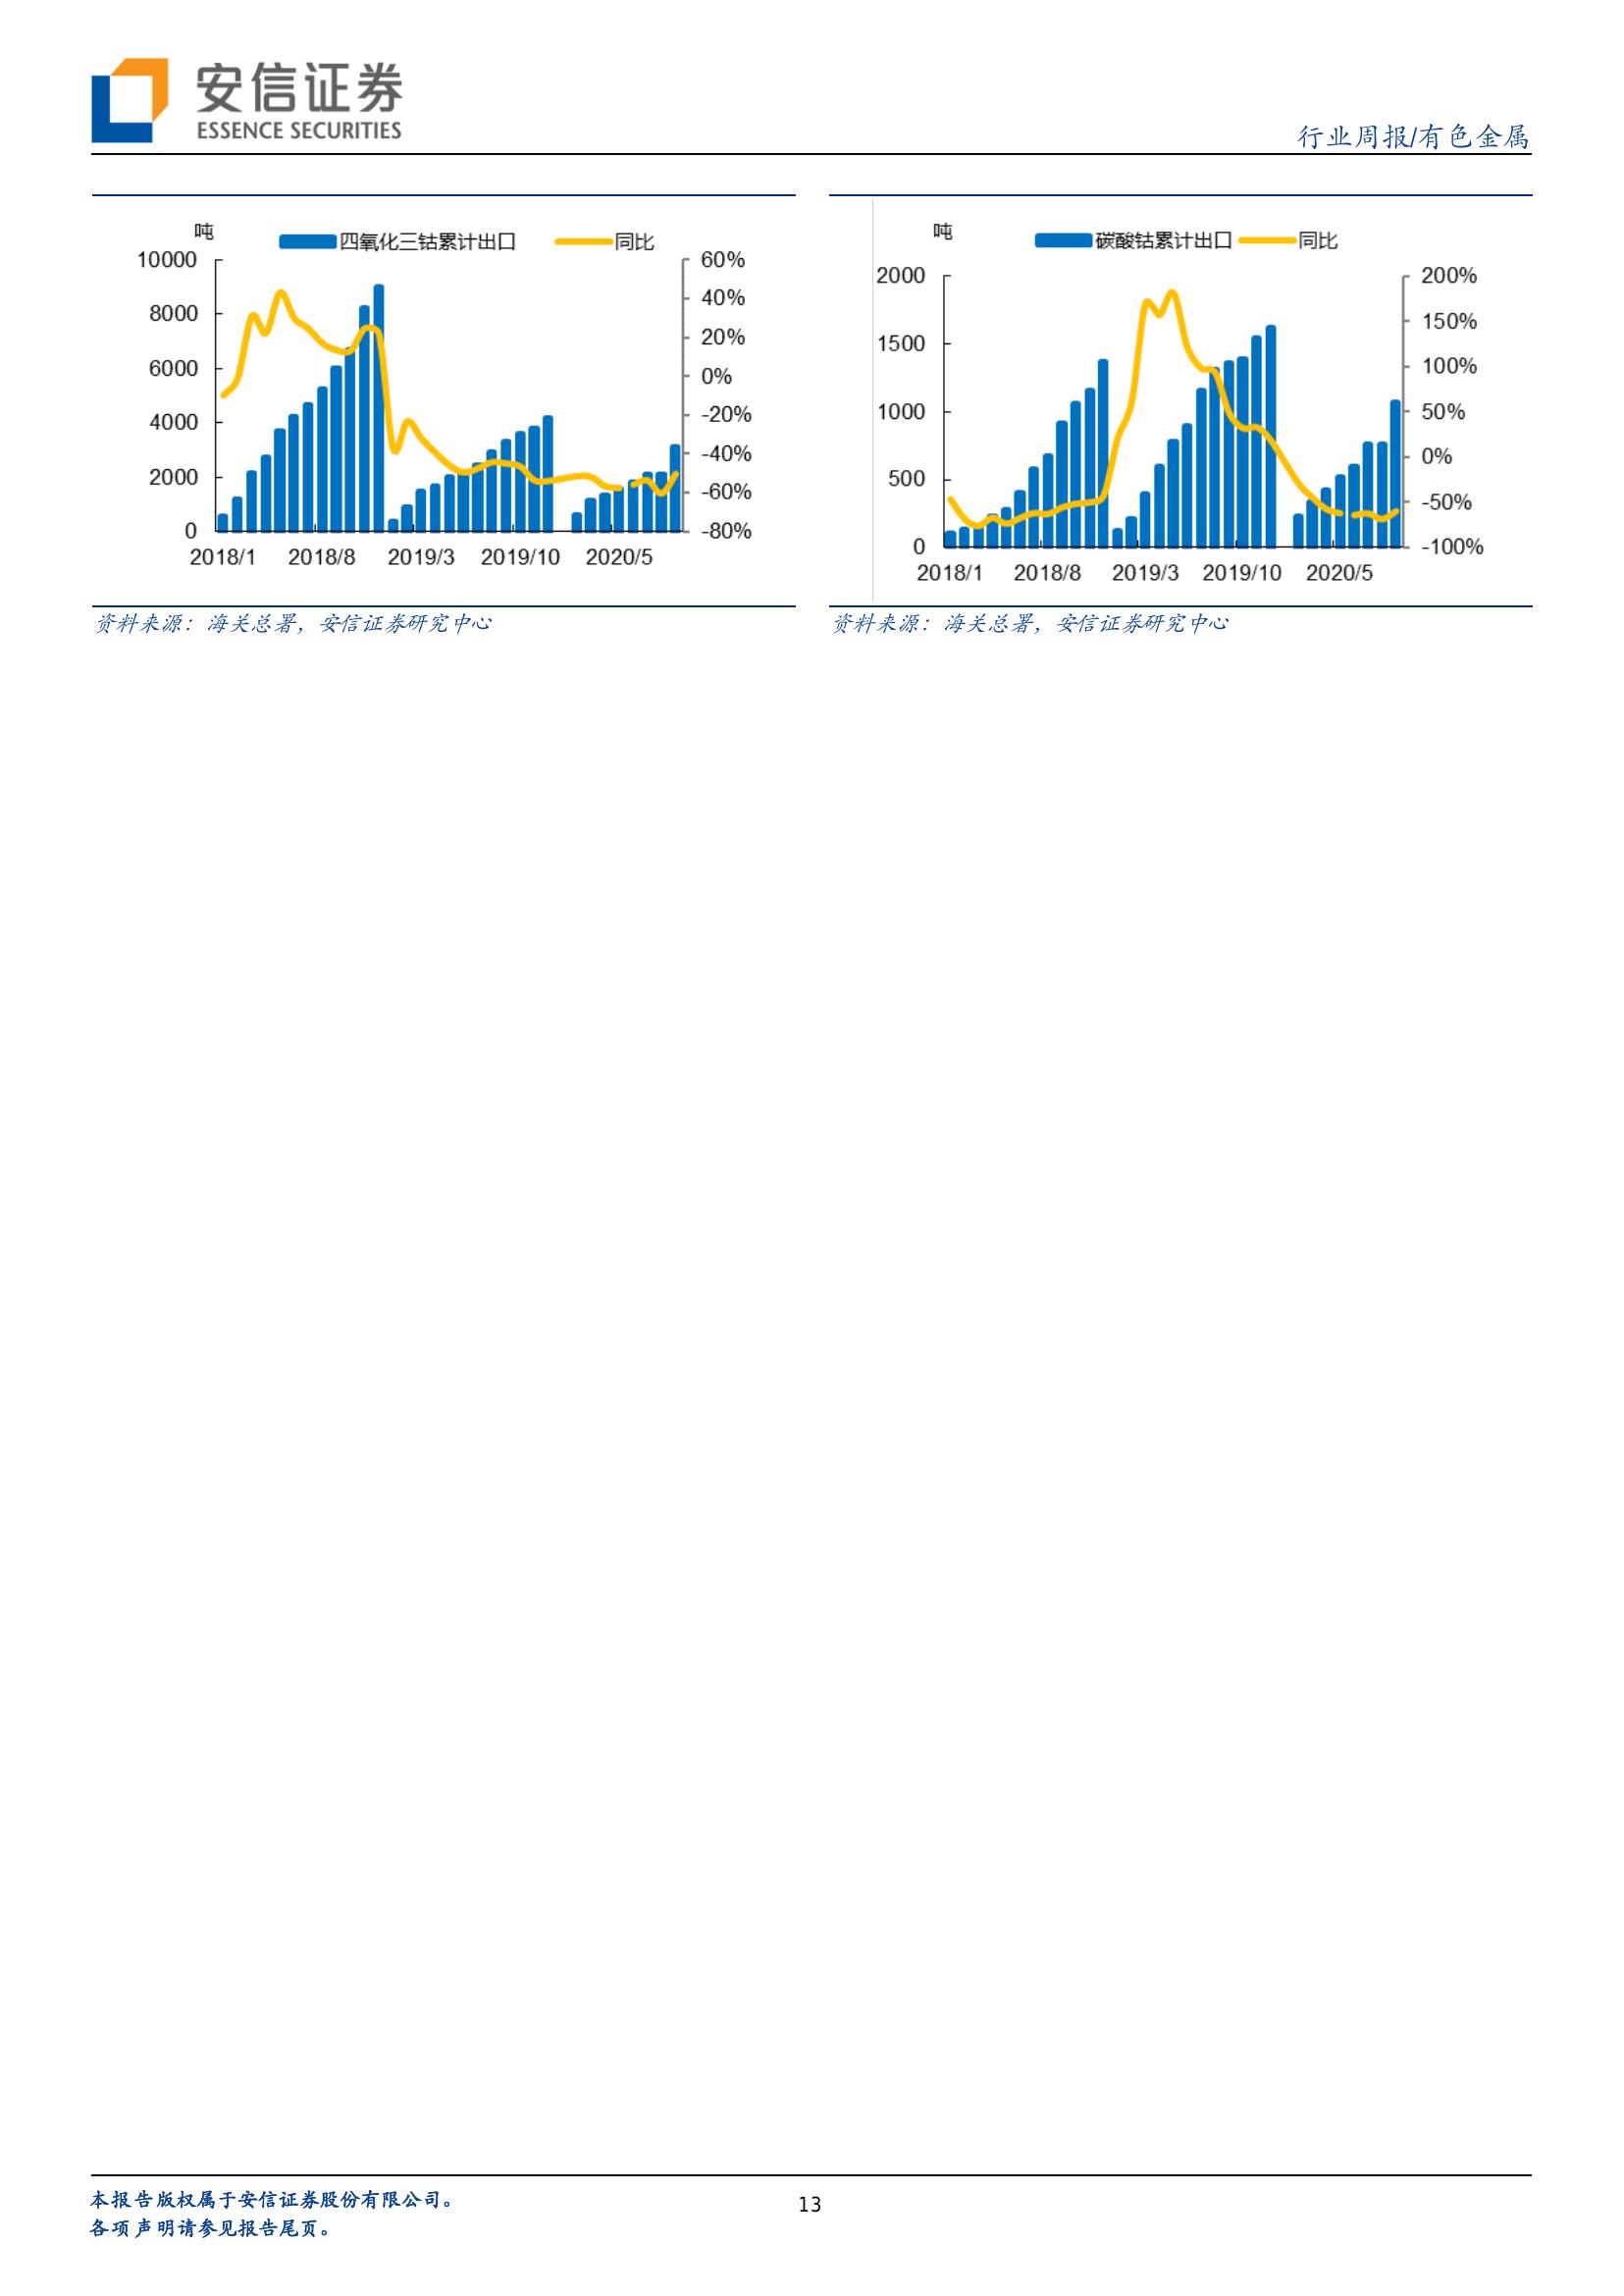 安信证券
ESSENCE SECURITIES
行业周报/有色金属
吨
四氧化三钴累计出口 同比
10000
8000
6000
4000
2000
0
60%
40%
20%
0%
-20%
-40%
-60%
-80%
2018/1 2018/8 2019/3 2019/10 2020/5
资料来源：海关总署，安信证券研究中心
吨
碳酸钴累计出口 同比
2000
1500
1000
500
0
200%
150%
100%
50%
0%
-50%
-100%
2018/1 2018/8 2019/3 2019/10 2020/5
资料来源：海关总署，安信证券研究中心
本报告版权属于安信证券股份有限公司。
各项声明请参见报告尾页。
13